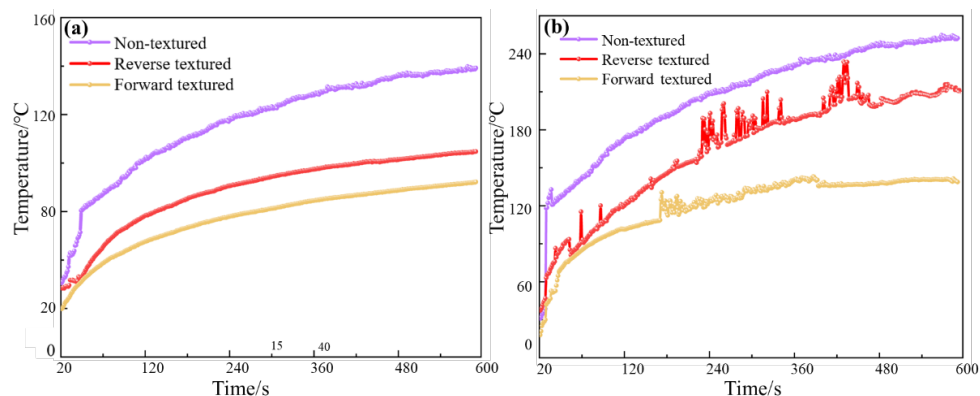 (a)
Non-textured
Reverse textured
Forward textured
Temperature/°C
160
120
80
20
0
15
40
20
120
240
360
480
600
Time/s
(b)
Non-textured
Reverse textured
Forward textured
Temperature/°C
240
180
120
60
0
20
120
240
360
480
600
Time/s